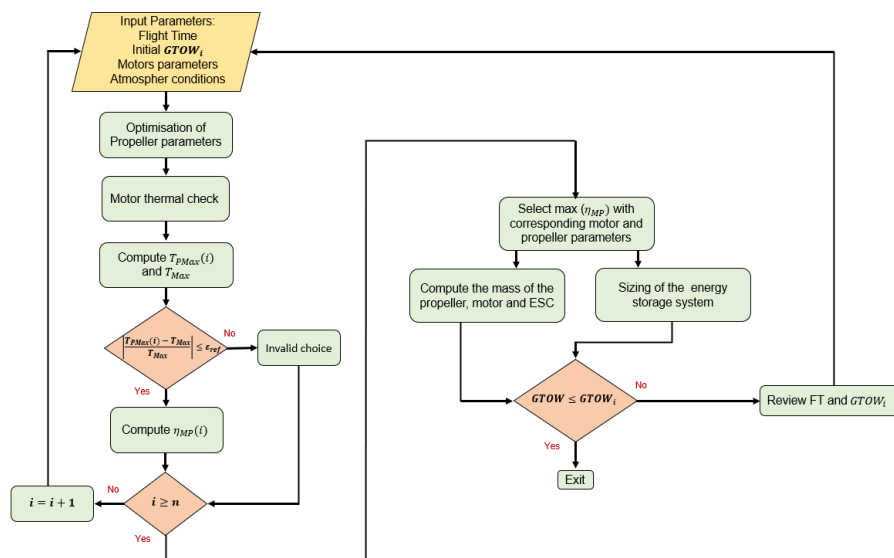 Input Parameters:
Flight Time
Initial GTOWᵢ
Motors parameters
Atmospher conditions
Optimisation of
Propeller parameters
Motor thermal check
Compute T_PMax(i)
and T_Max
|T_PMax(i) − T_Max / T_Max| ≤ ε_ref
No
Invalid choice
Yes
Compute η_MP(i)
i ≥ n
No
i = i + 1
Yes
Select max (η_MP) with
corresponding motor and
propeller parameters
Compute the mass of the
propeller, motor and ESC
Sizing of the energy
storage system
GTOW ≤ GTOWᵢ
No
Review FT and GTOWᵢ
Yes
Exit